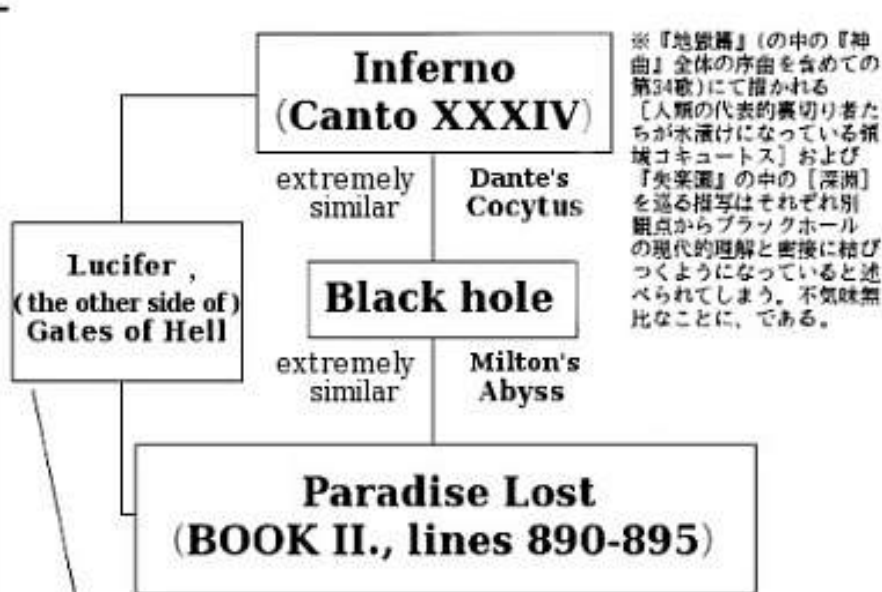 Inferno
(Canto XXXIV)
※『地獄篇』(の中の『神
曲』全体の序曲を含めての
第34歌)にて描かれる
[人類の代表的裏切り者た
ちが氷漬けになっている領
域コキュートス] および
『失楽園』の中の [深淵]
を巡る描写はそれぞれ別
観点からブラックホール
の現代的理解と密接に結び
つくようになっていると述
べられてしまう。不気味無
比なことに、である。
extremely
similar
Dante's
Cocytus
Lucifer ,
(the other side of)
Gates of Hell
Black hole
extremely
similar
Milton's
Abyss
Paradise Lost
(BOOK II., lines 890-895)